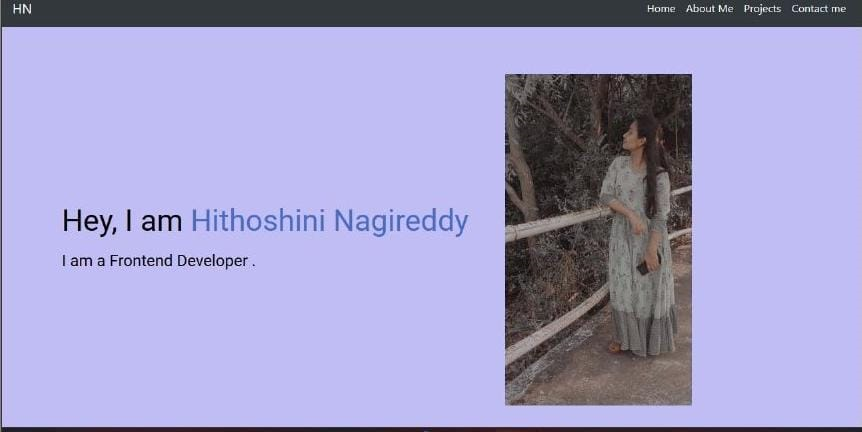 HN
Home About Me Projects Contact me
Hey, I am Hithoshini Nagireddy
I am a Frontend Developer .